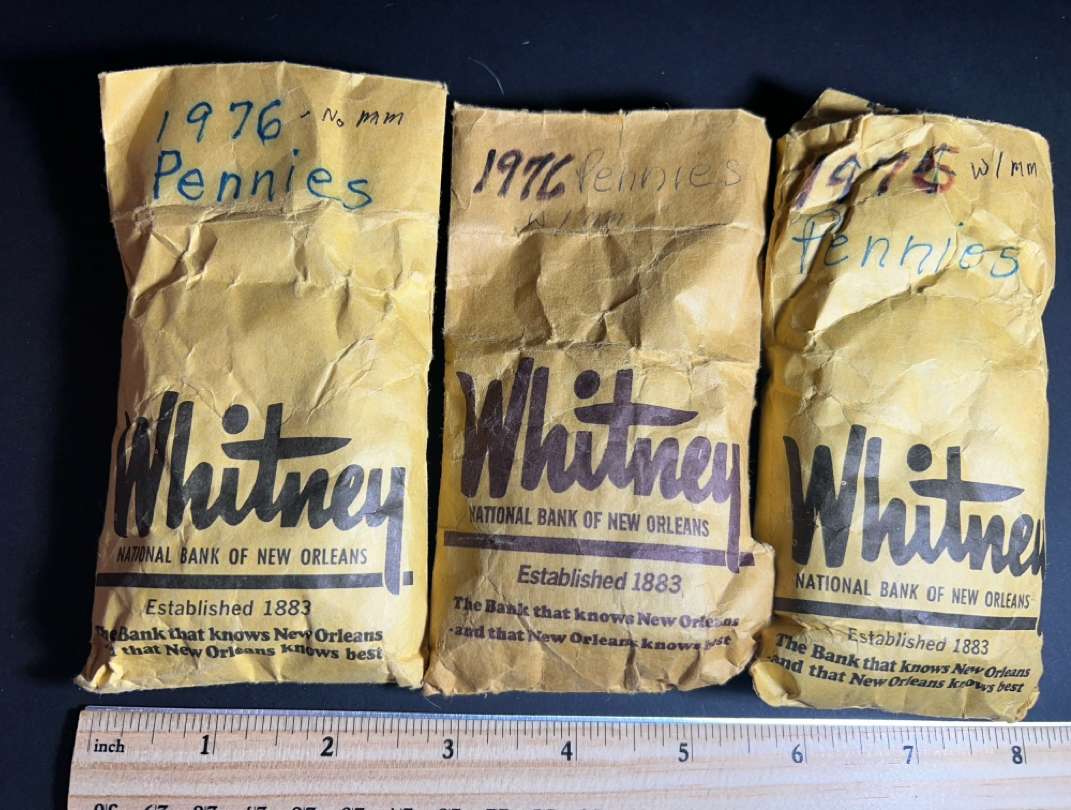 1976 - No mm
Pennies
Whitney
NATIONAL BANK OF NEW ORLEANS
Established 1883
The Bank that knows New Orleans
that New Orleans knows best
1976 Pennies
w/mm
Whitney
NATIONAL BANK OF NEW ORLEANS
Established 1883
The Bank that knows New Orleans
-and that New Orleans knows best
w/mm
Pennies
Whitney
NATIONAL BANK OF NEW ORLEANS
Established 1883
The Bank that knows New Orleans
-and that New Orleans knows best
inch 1 2 3 4 5 6 7 8